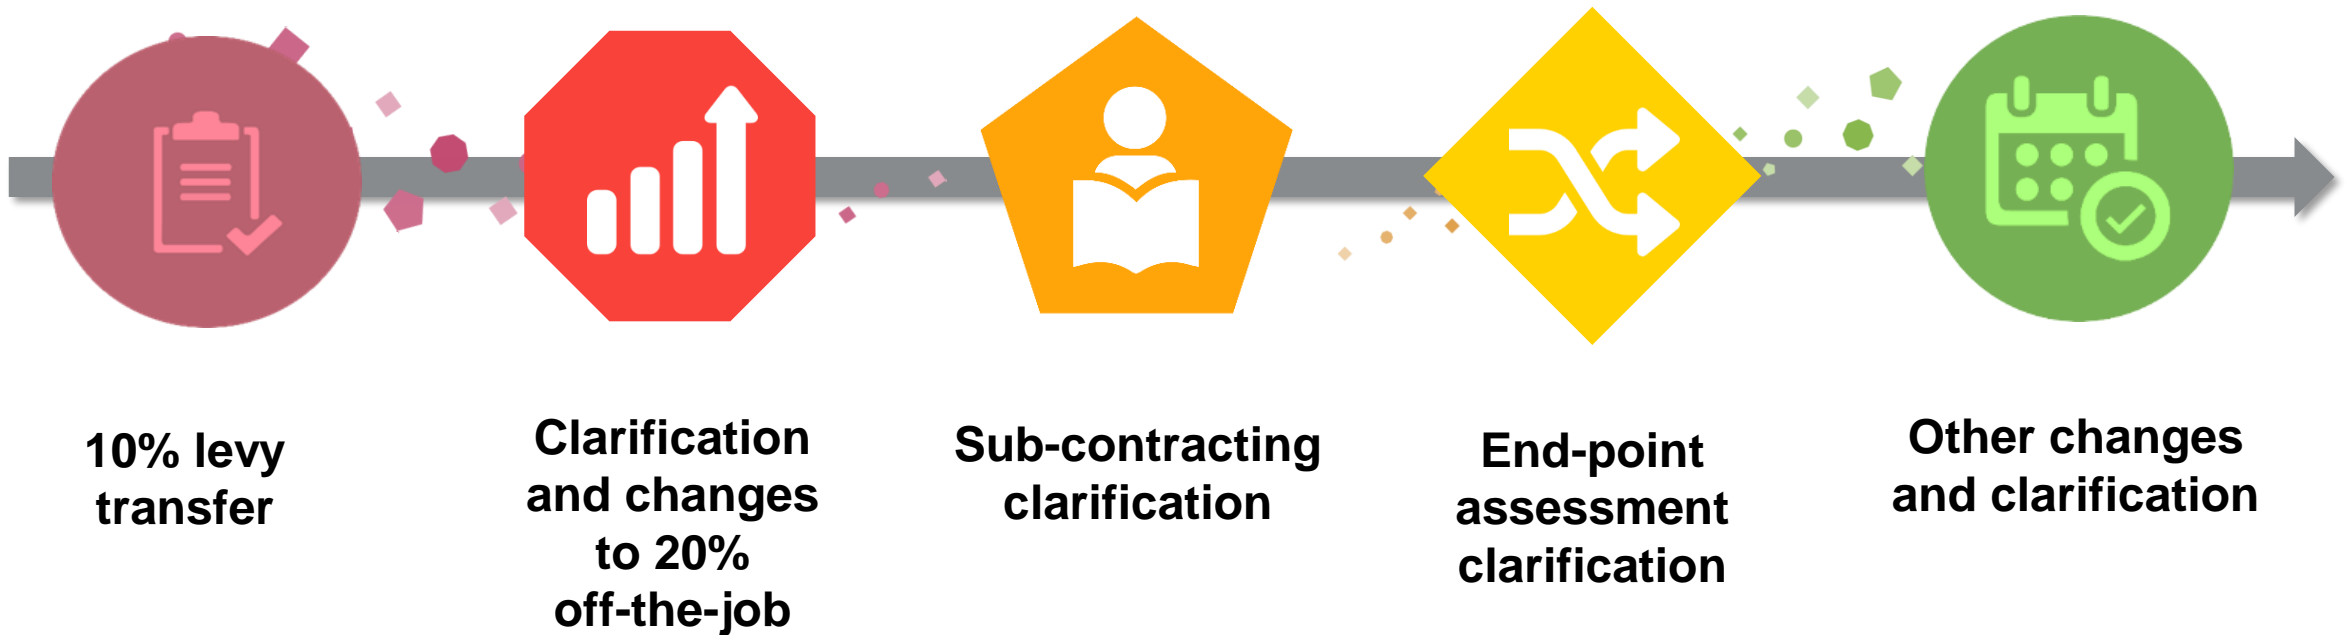 10% levy
transfer
Clarification
and changes
to 20%
off-the-job
Sub-contracting
clarification
End-point
assessment
clarification
Other changes
and clarification